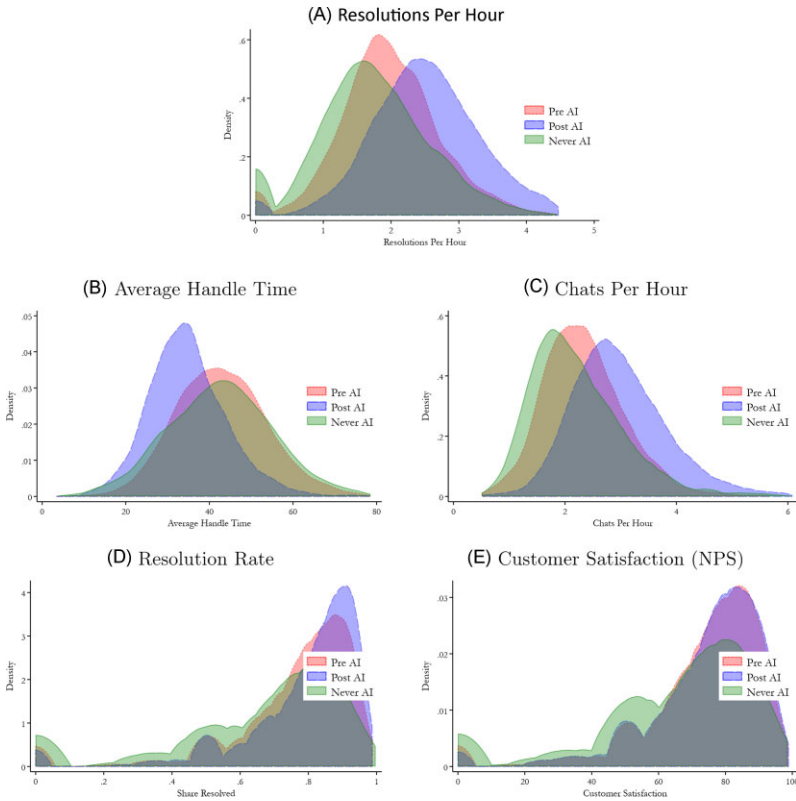 (A) Resolutions Per Hour
.6
.4
.2
0
Density
Pre AI
Post AI
Never AI
0 1 2 3 4 5
Resolutions Per Hour
(B) Average Handle Time
.05
.04
.03
.02
.01
0
Density
Pre AI
Post AI
Never AI
0 20 40 60 80
Average Handle Time
(C) Chats Per Hour
.6
.4
.2
0
Density
Pre AI
Post AI
Never AI
0 2 4 6
Chats Per Hour
(D) Resolution Rate
4
3
2
1
0
Density
Pre AI
Post AI
Never AI
0 .2 .4 .6 .8 1
Share Resolved
(E) Customer Satisfaction (NPS)
.03
.02
.01
0
Density
Pre AI
Post AI
Never AI
0 20 40 60 80 100
Customer Satisfaction